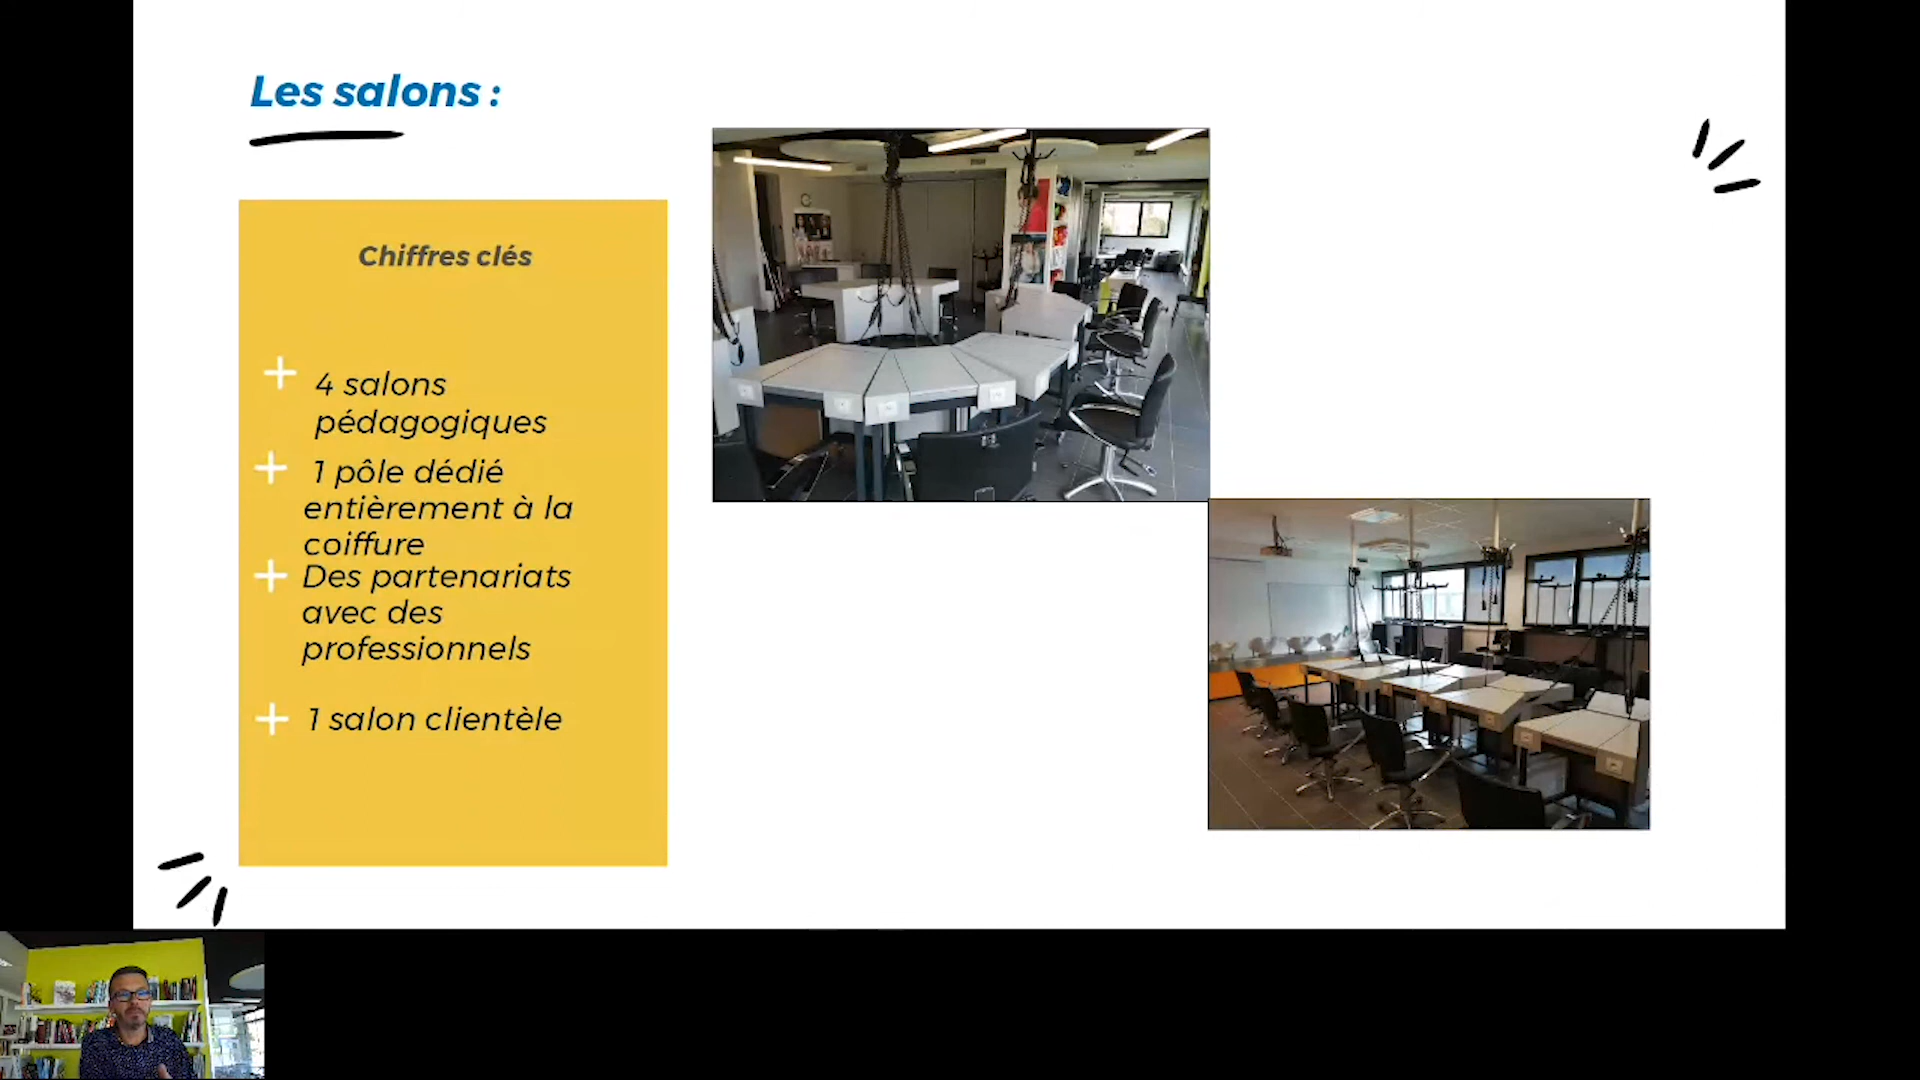 Les salons :
Chiffres clés
4 salons
pédagogiques
1 pôle dédié
entièrement à la
coiffure
Des partenariats
avec des
professionnels
1 salon clientèle